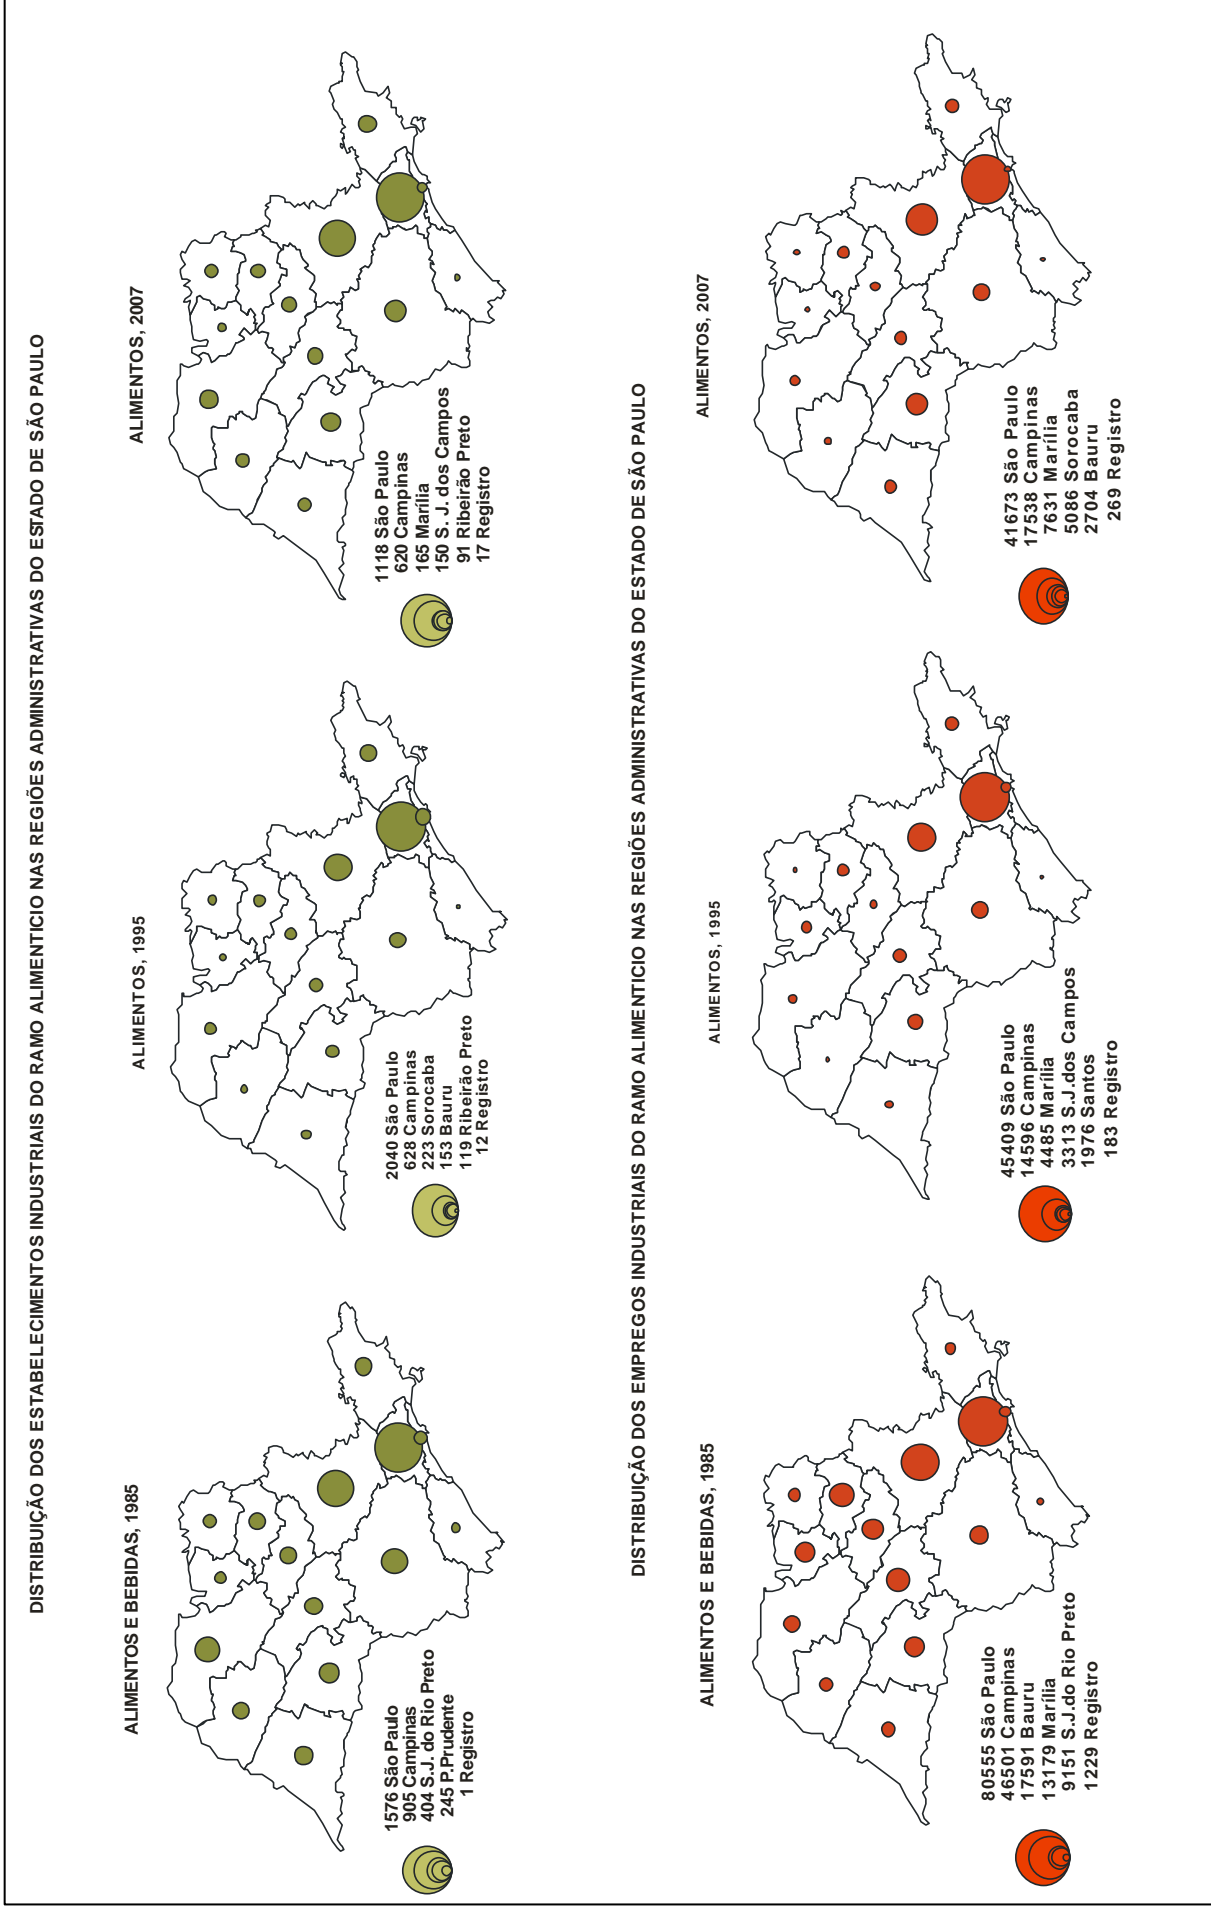 DISTRIBUIÇÃO DOS ESTABELECIMENTOS INDUSTRIAIS DO RAMO ALIMENTICIO NAS REGIÕES ADMINISTRATIVAS DO ESTADO DE SÃO PAULO
ALIMENTOS E BEBIDAS, 1985
1576 São Paulo
905 Campinas
404 S.J. do Rio Preto
245 P.Prudente
1 Registro
ALIMENTOS, 1995
2040 São Paulo
628 Campinas
223 Sorocaba
153 Bauru
119 Ribeirão Preto
12 Registro
ALIMENTOS, 2007
1118 São Paulo
620 Campinas
165 Marília
150 S. J. dos Campos
91 Ribeirão Preto
17 Registro
DISTRIBUIÇÃO DOS EMPREGOS INDUSTRIAIS DO RAMO ALIMENTICIO NAS REGIÕES ADMINISTRATIVAS DO ESTADO DE SÃO PAULO
ALIMENTOS E BEBIDAS, 1985
80555 São Paulo
46501 Campinas
17591 Bauru
13179 Marília
9151 S.J.do Rio Preto
1229 Registro
ALIMENTOS, 1995
45409 São Paulo
14596 Campinas
4485 Marília
3313 S.J.dos Campos
1976 Santos
183 Registro
ALIMENTOS, 2007
41673 São Paulo
17538 Campinas
7631 Marília
5086 Sorocaba
2704 Bauru
269 Registro